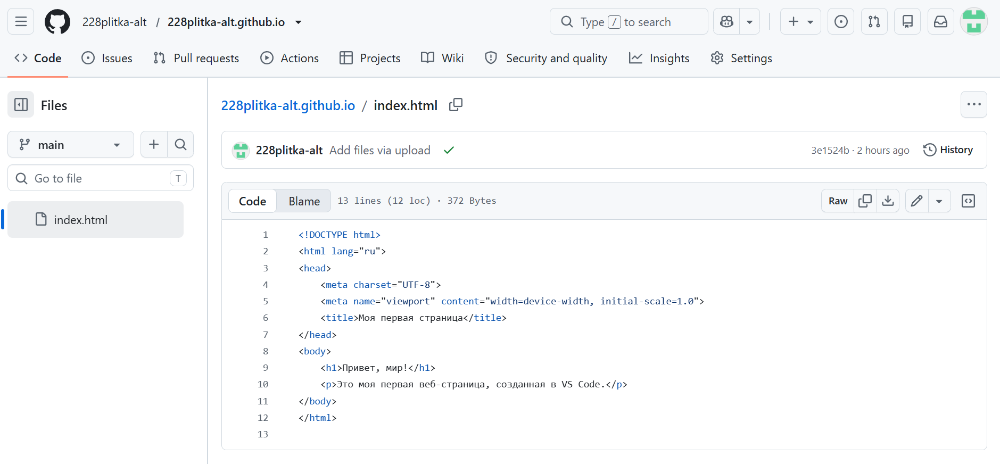 228plitka-alt / 228plitka-alt.github.io
Type / to search
Code Issues Pull requests Actions Projects Wiki Security and quality Insights Settings
Files
main
Go to file T
index.html
228plitka-alt.github.io / index.html
228plitka-alt Add files via upload 3e1524b · 2 hours ago History
Code Blame 13 lines (12 loc) · 372 Bytes Raw
1 <!DOCTYPE html>
2 <html lang="ru">
3 <head>
4 <meta charset="UTF-8">
5 <meta name="viewport" content="width=device-width, initial-scale=1.0">
6 <title>Моя первая страница</title>
7 </head>
8 <body>
9 <h1>Привет, мир!</h1>
10 <p>Это моя первая веб-страница, созданная в VS Code.</p>
11 </body>
12 </html>
13